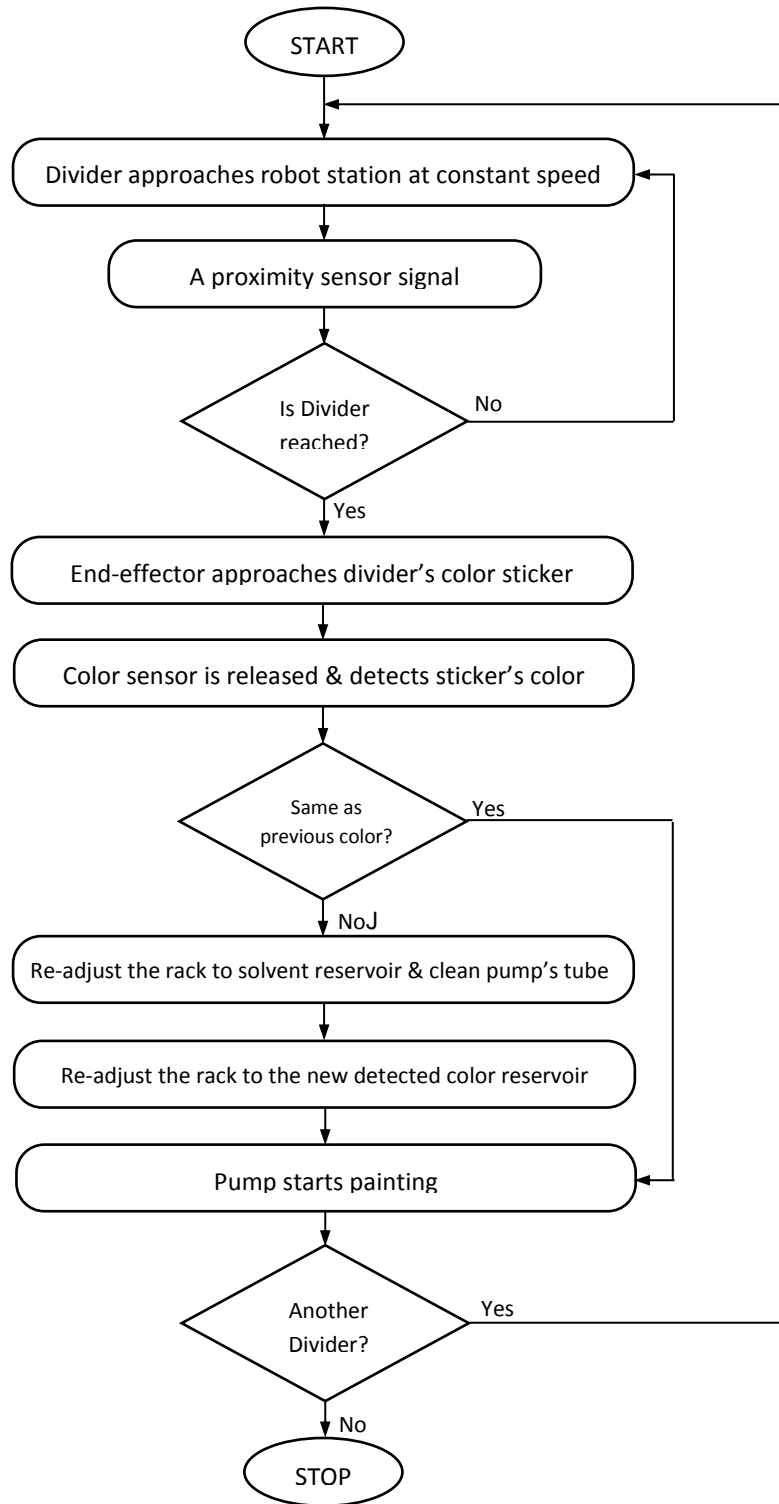 START
Divider approaches robot station at constant speed
A proximity sensor signal
Is Divider
reached?
No
Yes
End-effector approaches divider’s color sticker
Color sensor is released & detects sticker’s color
Same as
previous color?
Yes
NoJ
Re-adjust the rack to solvent reservoir & clean pump’s tube
Re-adjust the rack to the new detected color reservoir
Pump starts painting
Another
Divider?
Yes
No
STOP